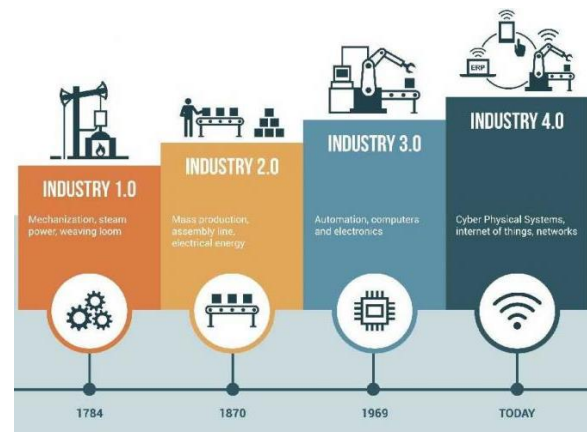 ERP
INDUSTRY 1.0
Mechanization, steam
power, weaving loom
INDUSTRY 2.0
Mass production,
assembly line,
electrical energy
INDUSTRY 3.0
Automation, computers
and electronics
INDUSTRY 4.0
Cyber Physical Systems,
internet of things, networks
1784
1870
1969
TODAY